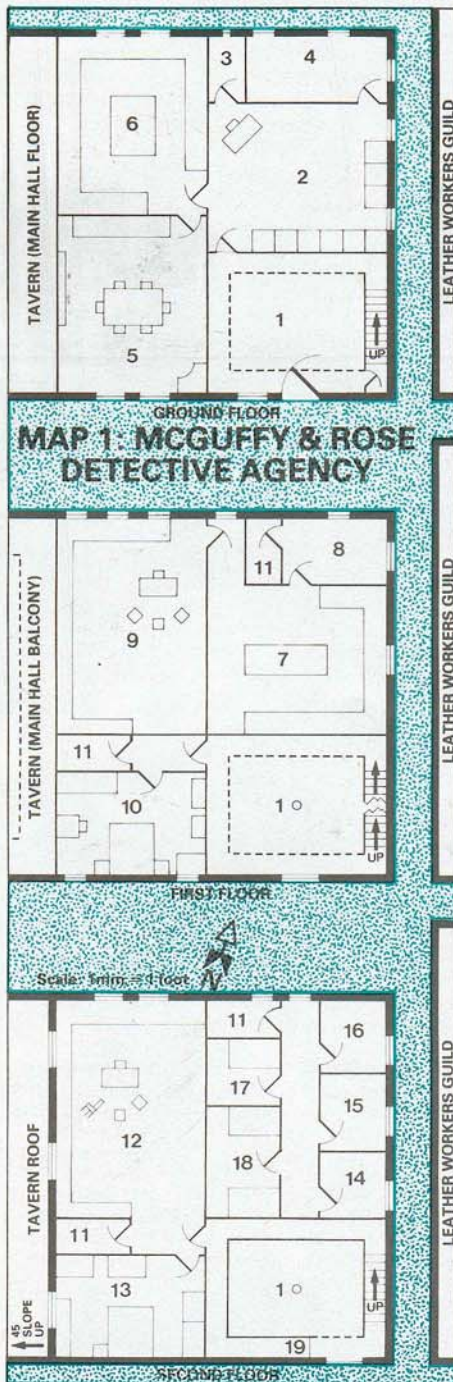 3
4
6
2
TAVERN (MAIN HALL FLOOR)
LEATHER WORKERS GUILD
1
UP
5
GROUND FLOOR
MAP 1: MCGUFFY & ROSE
DETECTIVE AGENCY
8
11
9
7
TAVERN (MAIN HALL BALCONY)
LEATHER WORKERS GUILD
11
10
1
UP
FIRST FLOOR
N
Scale: 1mm = 1 foot
11
16
17
15
12
18
14
TAVERN ROOF
LEATHER WORKERS GUILD
11
13
1
UP
45
SLOPE
UP
19
SECOND FLOOR